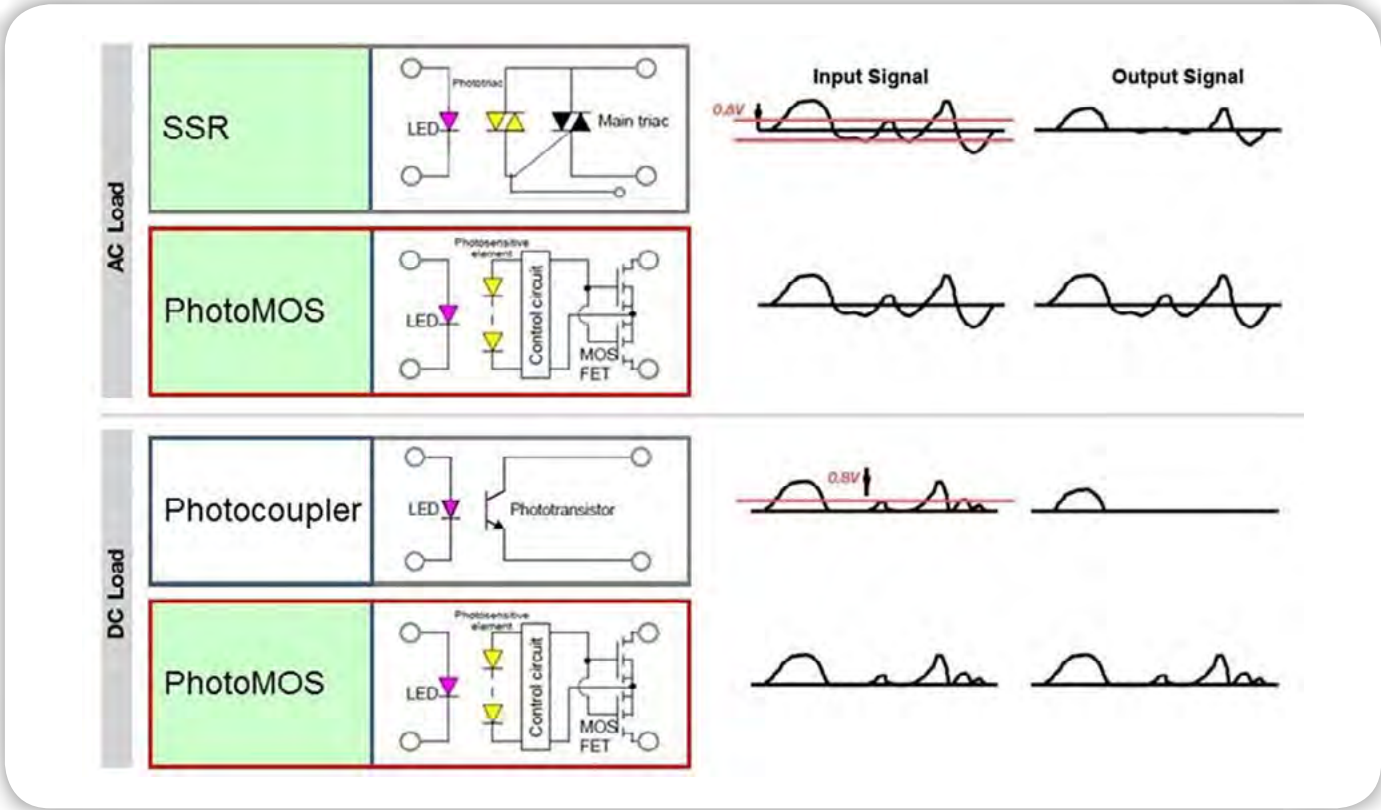 AC Load
SSR
LED
Phototriac
Main triac
Input Signal
Output Signal
0.8V
PhotoMOS
LED
Photosensitive
element
Control circuit
MOS
FET
DC Load
Photocoupler
LED
Phototransistor
0.8V
PhotoMOS
LED
Photosensitive
element
Control circuit
MOS
FET